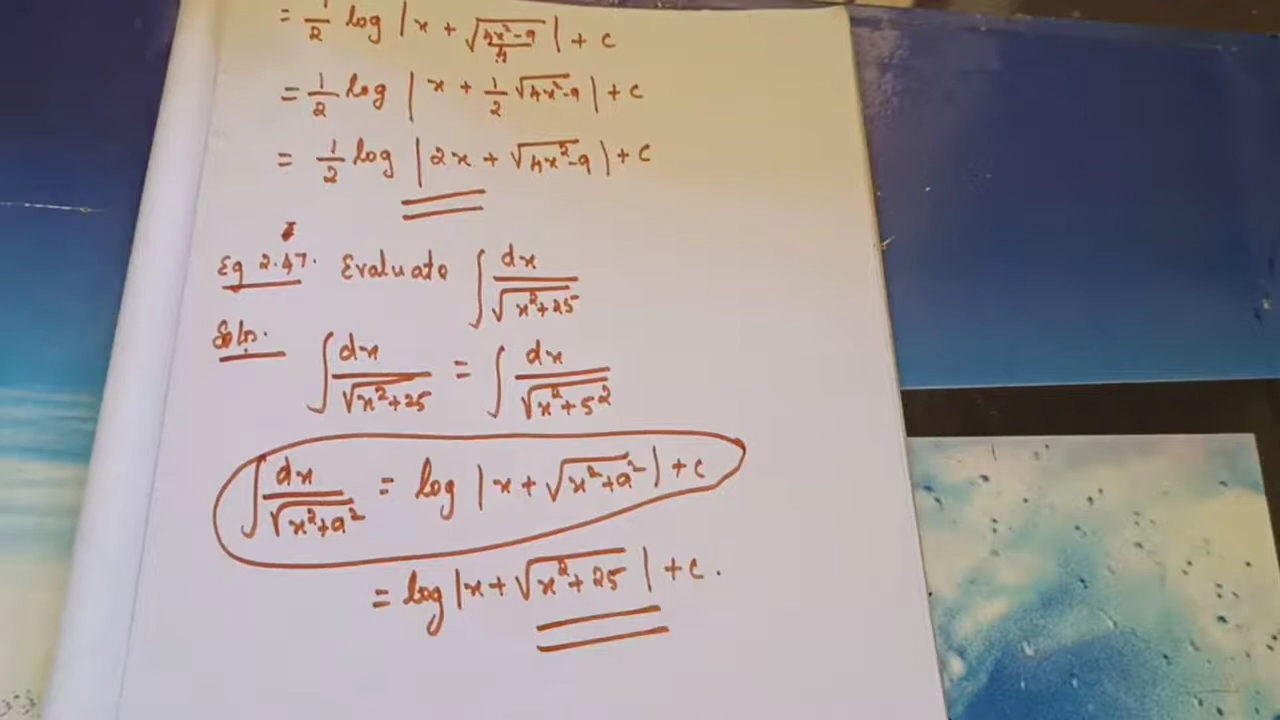 = 1/2 log |x + √((4x²-9)/4)| + c
= 1/2 log |x + 1/2 √(4x²-9)| + c
= 1/2 log |2x + √(4x²-9)| + c
Eg 2.47. Evaluate ∫ dx/√(x²+25)
Soln.
∫ dx/√(x²+25) = ∫ dx/√(x²+5²)
∫ dx/√(x²+a²) = log |x + √(x²+a²)| + c
= log |x + √(x²+25)| + c.